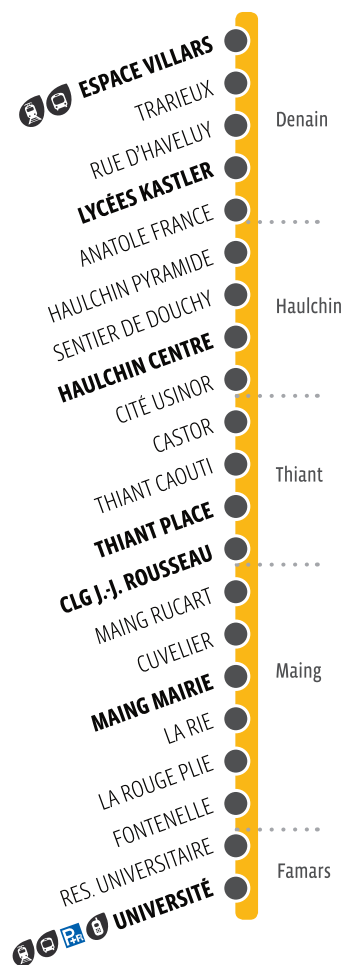 ESPACE VILLARS
TRARIEUX
RUE D'HAVELUY
Denain
LYCÉES KASTLER
ANATOLE FRANCE
HAULCHIN PYRAMIDE
SENTIER DE DOUCHY
Haulchin
HAULCHIN CENTRE
CITÉ USINOR
CASTOR
THIANT CAOUTI
Thiant
THIANT PLACE
CLG J.-J. ROUSSEAU
MAING RUCART
CUVELIER
Maing
MAING MAIRIE
LA RIE
LA ROUGE PLIE
FONTENELLE
RES. UNIVERSITAIRE
Famars
P+R UNIVERSITÉ